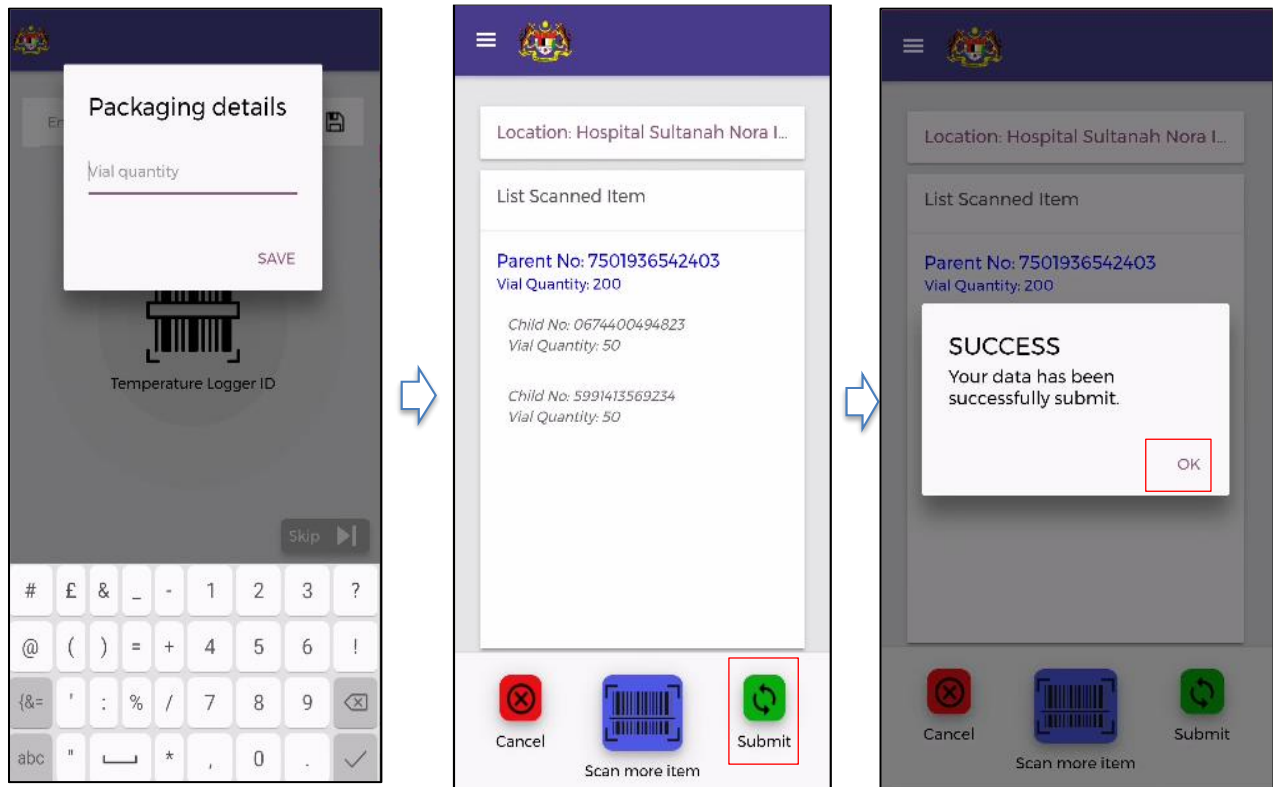 Packaging details
Er
Vial quantity
SAVE
Temperature Logger ID
Skip
# £ & _ - 1 2 3 ?
@ ( ) = + 4 5 6 !
{&= ' : % / 7 8 9
abc " * , 0 .
Location: Hospital Sultanah Nora I...
List Scanned Item
Parent No: 7501936542403
Vial Quantity: 200
Child No: 0674400494823
Vial Quantity: 50
Child No: 5991413569234
Vial Quantity: 50
Cancel
Submit
Scan more item
Location: Hospital Sultanah Nora I...
List Scanned Item
Parent No: 7501936542403
Vial Quantity: 200
SUCCESS
Your data has been
successfully submit.
OK
Cancel
Submit
Scan more item